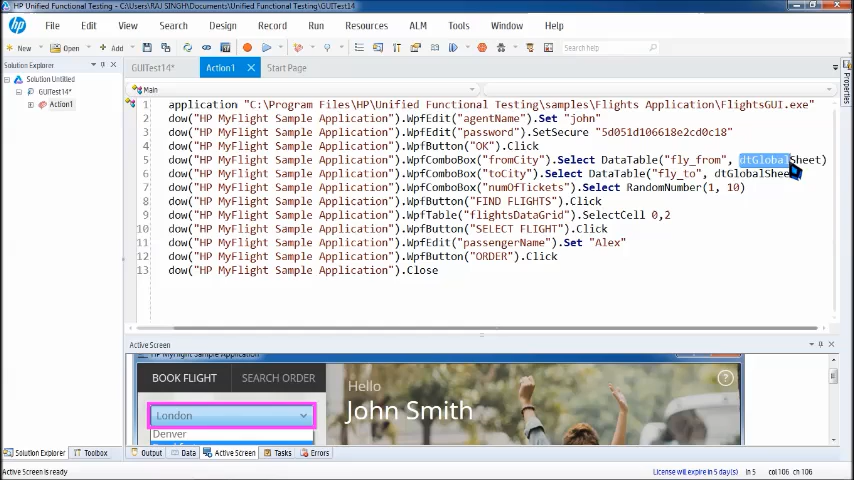 HP Unified Functional Testing - C:\Users\RAJ SINGH\Documents\Unified Functional Testing\GUITest14*
hp File Edit View Search Design Record Run Resources ALM Tools Window Help
New Open Add Search help
Solution Explorer
GUITest14* Action1 Start Page
Solution Untitled
GUITest14*
Action1
Main
Properties
1 application "C:\Program Files\HP\Unified Functional Testing\samples\Flights Application\FlightsGUI.exe"
2 dow("HP MyFlight Sample Application").WpfEdit("agentName").Set "john"
3 dow("HP MyFlight Sample Application").WpfEdit("password").SetSecure "5d051d106618e2cd0c18"
4 dow("HP MyFlight Sample Application").WpfButton("OK").Click
5 dow("HP MyFlight Sample Application").WpfComboBox("fromCity").Select DataTable("fly_from", dtGlobalSheet)
6 dow("HP MyFlight Sample Application").WpfComboBox("toCity").Select DataTable("fly_to", dtGlobalShee
7 dow("HP MyFlight Sample Application").WpfComboBox("numOfTickets").Select RandomNumber(1, 10)
8 dow("HP MyFlight Sample Application").WpfButton("FIND FLIGHTS").Click
9 dow("HP MyFlight Sample Application").WpfTable("flightsDataGrid").SelectCell 0,2
10 dow("HP MyFlight Sample Application").WpfButton("SELECT FLIGHT").Click
11 dow("HP MyFlight Sample Application").WpfEdit("passengerName").Set "Alex"
12 dow("HP MyFlight Sample Application").WpfButton("ORDER").Click
13 dow("HP MyFlight Sample Application").Close
Active Screen
HP MyFlight Sample Application
BOOK FLIGHT SEARCH ORDER
Hello
John Smith
?
London
Denver
Solution Explorer Toolbox Output Data Active Screen Tasks Errors
Active Screen is ready License will expire in 5 day(s) ln 5 col 106 ch 106